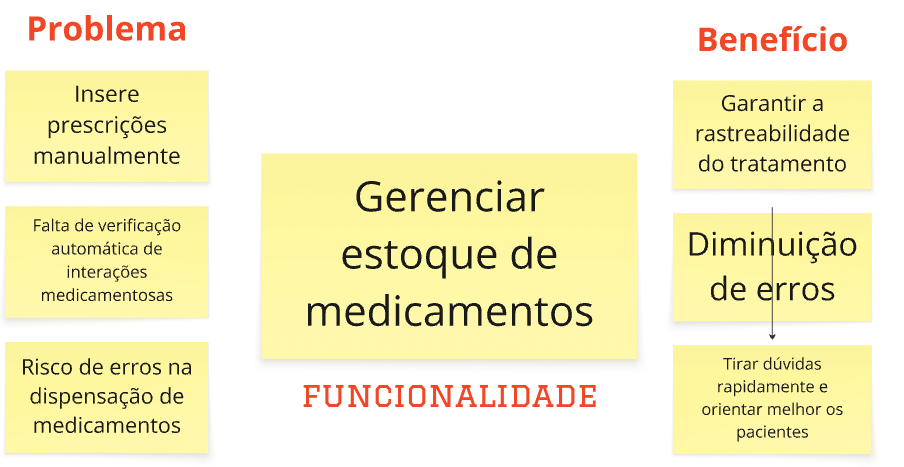 Problema
Insere
prescrições
manualmente
Falta de verificação
automática de
interações
medicamentosas
Risco de erros na
dispensação de
medicamentos
Gerenciar
estoque de
medicamentos
FUNCIONALIDADE
Benefício
Garantir a
rastreabilidade
do tratamento
Diminuição
de erros
Tirar dúvidas
rapidamente e
orientar melhor os
pacientes